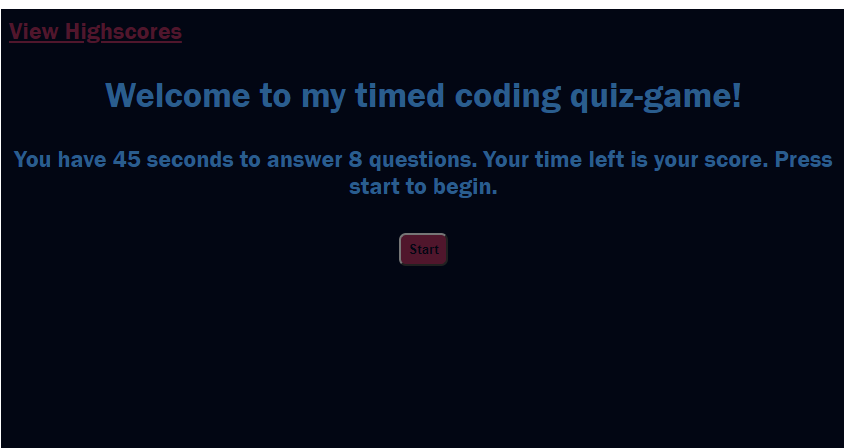 View Highscores
Welcome to my timed coding quiz-game!
You have 45 seconds to answer 8 questions. Your time left is your score. Press
start to begin.
Start